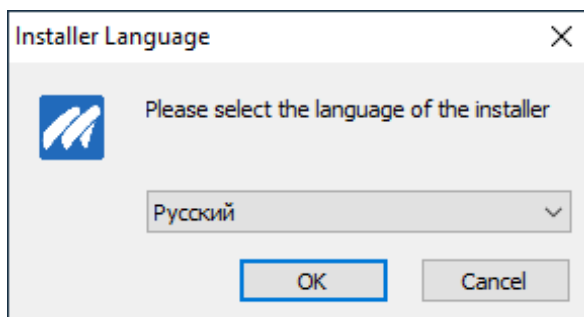 Installer Language
Please select the language of the installer
Русский
OK
Cancel